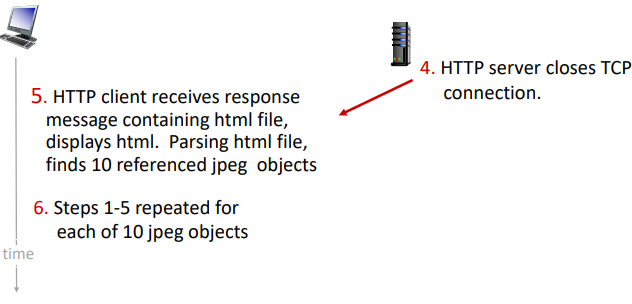 4. HTTP server closes TCP
connection.
5. HTTP client receives response
message containing html file,
displays html. Parsing html file,
finds 10 referenced jpeg objects
6. Steps 1-5 repeated for
each of 10 jpeg objects
time